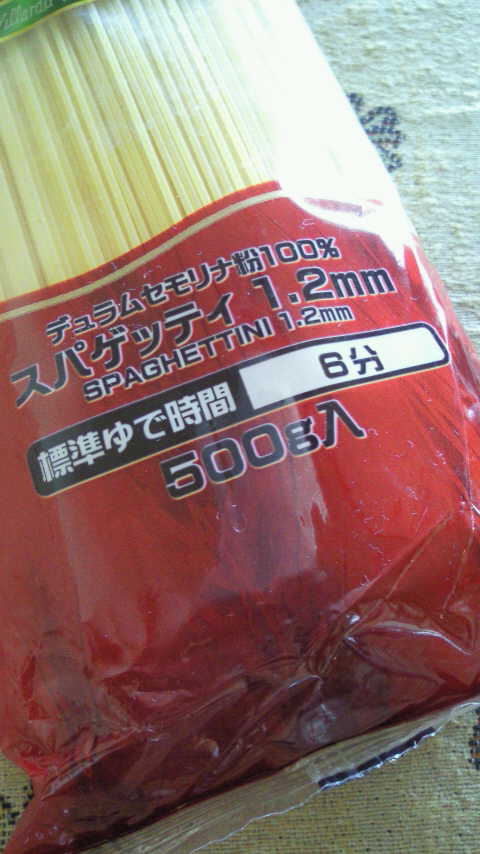 デュラムセモリナ粉100%
スパゲッティ 1.2mm
SPAGHETTINI 1.2mm
標準ゆで時間 6分
500g入